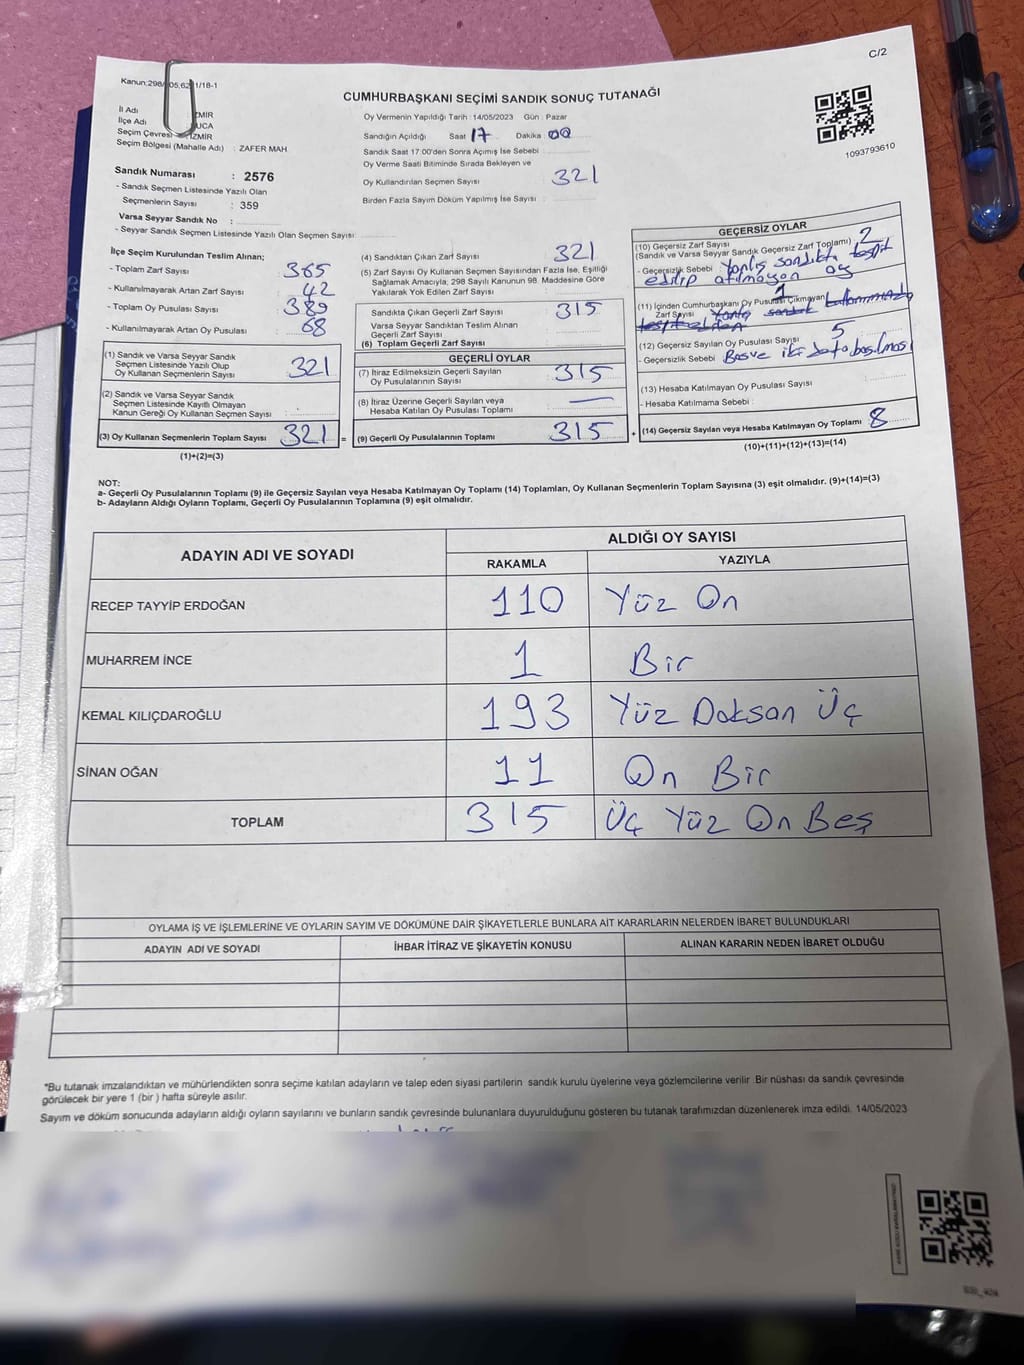 C/2
Kanun:298/ 05,62 1/18-1
CUMHURBAŞKANI SEÇİMİ SANDIK SONUÇ TUTANAĞI
İl Adı ZMİR
İlçe Adı UCA
Seçim Çevresi İZMİR
Seçim Bölgesi (Mahalle Adı) : ZAFER MAH.
Sandık Numarası : 2576
- Sandık Seçmen Listesinde Yazılı Olan
Seçmenlerin Sayısı : 359
Varsa Seyyar Sandık No :
- Seyyar Sandık Seçmen Listesinde Yazılı Olan Seçmen Sayısı:
Oy Vermenin Yapıldığı Tarih : 14/05/2023 Gün : Pazar
Sandığın Açıldığı Saat 17 Dakika : 00
Sandık Saat 17:00'den Sonra Açımış İse Sebebi :
Oy Verme Saati Bitiminde Sırada Bekleyen ve
Oy Kullandırılan Seçmen Sayısı : 321
Birden Fazla Sayım Döküm Yapılmış İse Sayısı :
1093793610
İlçe Seçim Kurulundan Teslim Alınan;
- Toplam Zarf Sayısı : 365
- Kullanılmayarak Artan Zarf Sayısı : 42
- Toplam Oy Pusulası Sayısı : 389
- Kullanılmayarak Artan Oy Pusulası : 68
(1) Sandık ve Varsa Seyyar Sandık
Seçmen Listesinde Yazılı Olup
Oy Kullanan Seçmenlerin Sayısı : 321
(2) Sandık ve Varsa Seyyar Sandık
Seçmen Listesinde Kayıtlı Olmayan
Kanun Gereği Oy Kullanan Seçmen Sayısı :
(3) Oy Kullanan Seçmenlerin Toplam Sayısı : 321 =
(1)+(2)=(3)
(4) Sandıktan Çıkan Zarf Sayısı : 321
(5) Zarf Sayısı Oy Kullanan Seçmen Sayısından Fazla İse, Eşitliği
Sağlamak Amacıyla, 298 Sayılı Kanunun 98. Maddesine Göre
Yakılarak Yok Edilen Zarf Sayısı :
Sandıkta Çıkan Geçerli Zarf Sayısı : 315
Varsa Seyyar Sandıktan Teslim Alınan
Geçerli Zarf Sayısı :
(6) Toplam Geçerli Zarf Sayısı :
GEÇERLİ OYLAR
(7) İtiraz Edilmeksizin Geçerli Sayılan
Oy Pusulalarının Sayısı : 315
(8) İtiraz Üzerine Geçerli Sayılan veya
Hesaba Katılan Oy Pusulası Toplamı : —
(9) Geçerli Oy Pusulalarının Toplamı : 315 +
GEÇERSİZ OYLAR
(10) Geçersiz Zarf Sayısı
(Sandık ve Varsa Seyyar Sandık Geçersiz Zarf Toplamı) : 2
- Geçersizlik Sebebi : Yanlış sandıkta tespit
edilip atılmayan oy
(11) İçinden Cumhurbaşkanı Oy Pusulası Çıkmayan
Zarf Sayısı : 1
(12) Geçersiz Sayılan Oy Pusulası Sayısı : 5
- Geçersizlik Sebebi : Boş ve iki defa basılması
(13) Hesaba Katılmayan Oy Pusulası Sayısı :
- Hesaba Katılmama Sebebi :
(14) Geçersiz Sayılan veya Hesaba Katılmayan Oy Toplamı : 8
(10)+(11)+(12)+(13)=(14)
NOT:
a- Geçerli Oy Pusulalarının Toplamı (9) ile Geçersiz Sayılan veya Hesaba Katılmayan Oy Toplamı (14) Toplamları, Oy Kullanan Seçmenlerin Toplam Sayısına (3) eşit olmalıdır. (9)+(14)=(3)
b- Adayların Aldığı Oyların Toplamı, Geçerli Oy Pusulalarının Toplamına (9) eşit olmalıdır.
ADAYIN ADI VE SOYADI ALDIĞI OY SAYISI
RAKAMLA YAZIYLA
RECEP TAYYİP ERDOĞAN 110 Yüz On
MUHARREM İNCE 1 Bir
KEMAL KILIÇDAROĞLU 193 Yüz Doksan Üç
SİNAN OĞAN 11 On Bir
TOPLAM 315 Üç Yüz On Beş
OYLAMA İŞ VE İŞLEMLERİNE VE OYLARIN SAYIM VE DÖKÜMÜNE DAİR ŞİKAYETLERLE BUNLARA AİT KARARLARIN NELERDEN İBARET BULUNDUKLARI
ADAYIN ADI VE SOYADI İHBAR İTİRAZ VE ŞİKAYETİN KONUSU ALINAN KARARIN NEDEN İBARET OLDUĞU
"Bu tutanak imzalandıktan ve mühürlendikten sonra seçime katılan adayların ve talep eden siyasi partilerin sandık kurulu üyelerine veya gözlemcilerine verilir .Bir nüshası da sandık çevresinde
görülecek bir yere 1 (bir ) hafta süreyle asılır.
Sayım ve döküm sonucunda adayların aldığı oyların sayılarını ve bunların sandık çevresinde bulunanlara duyurulduğunu gösteren bu tutanak tarafımızdan düzenlenerek imza edildi. 14/05/2023